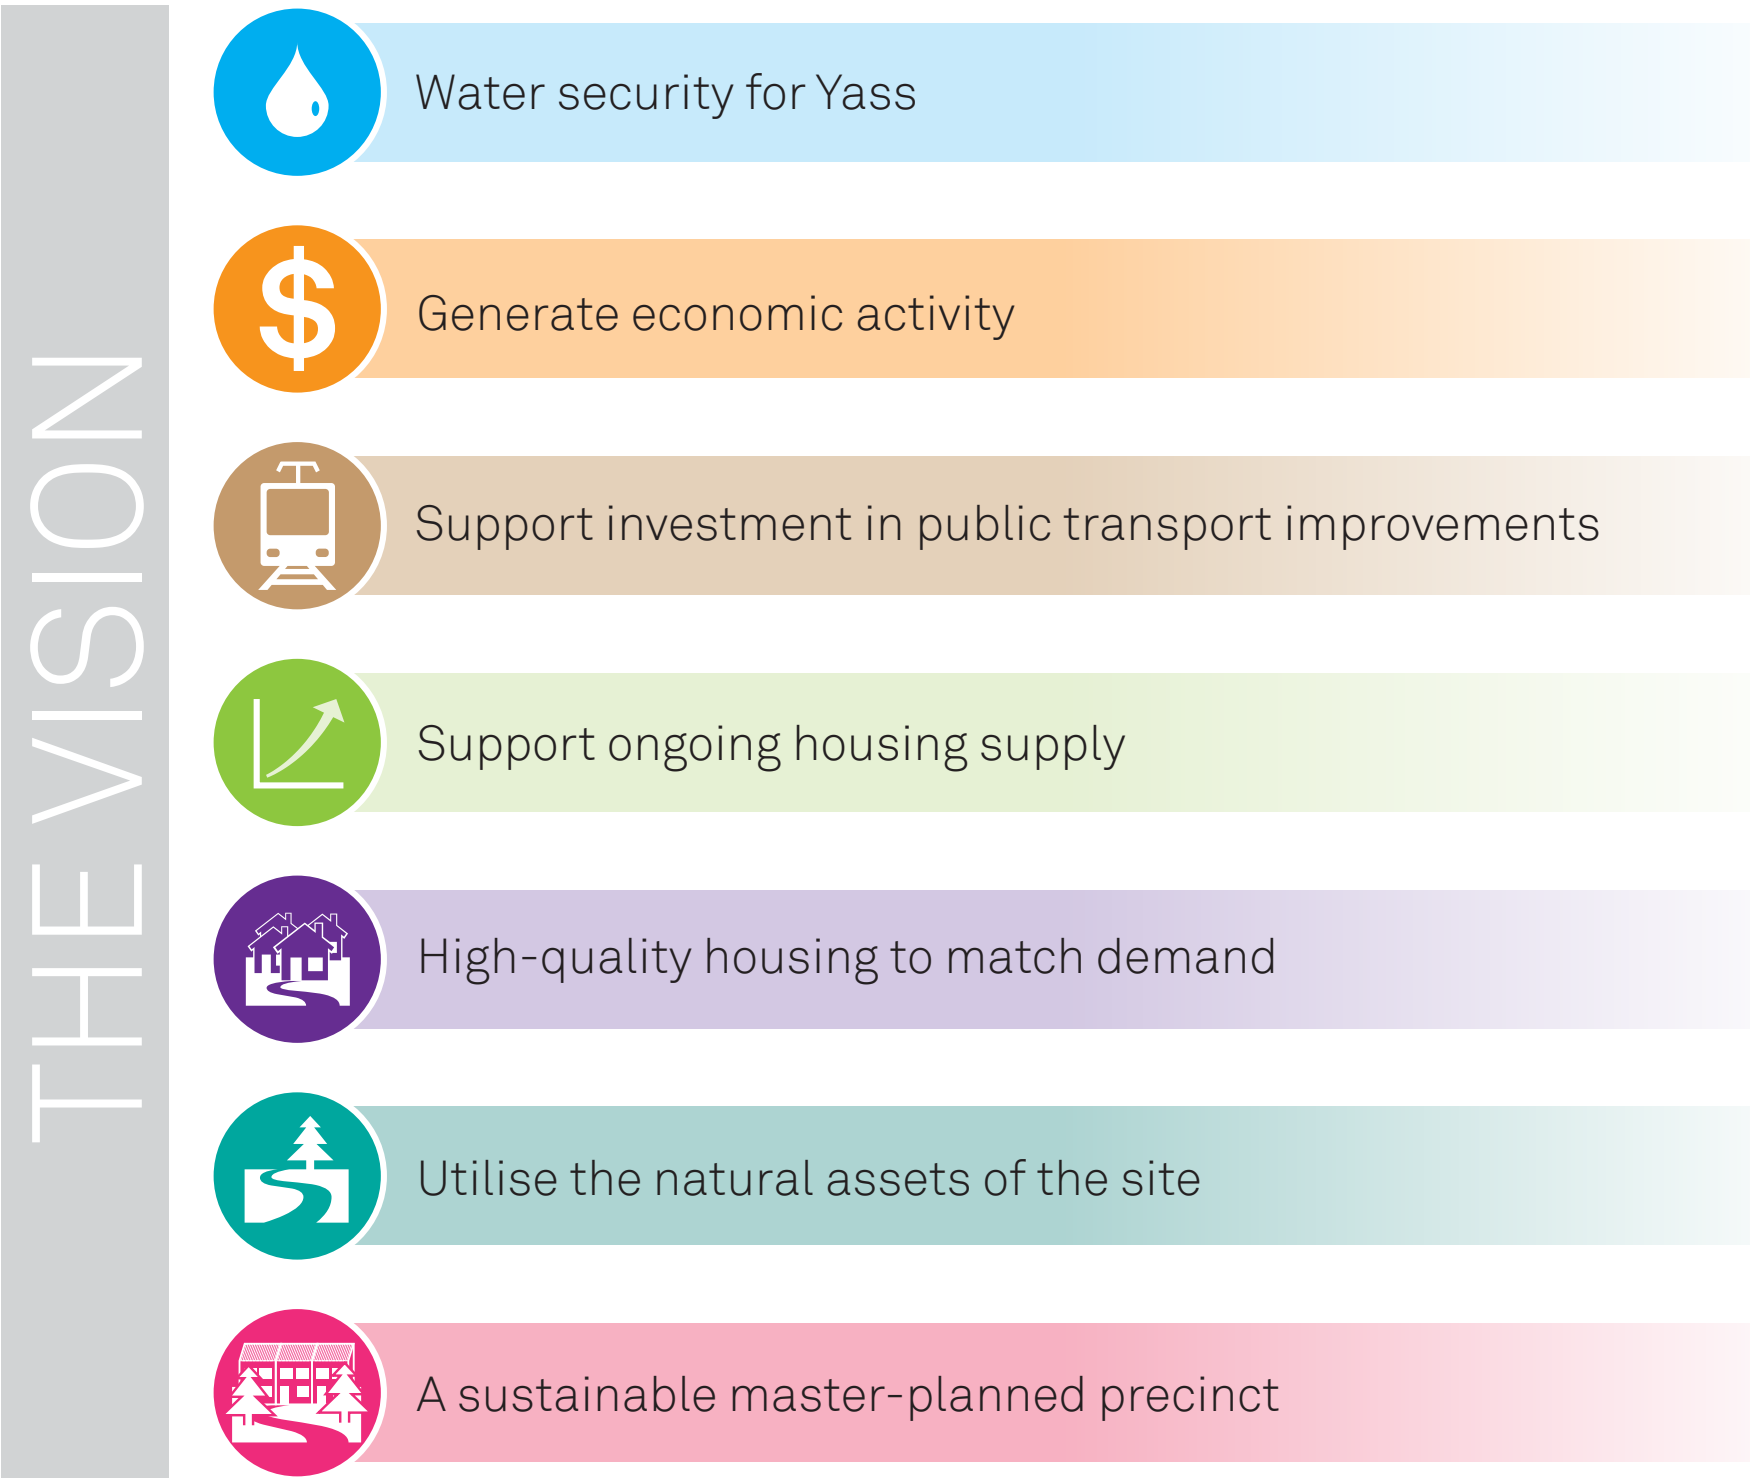 THE VISION
Water security for Yass
Generate economic activity
Support investment in public transport improvements
Support ongoing housing supply
High-quality housing to match demand
Utilise the natural assets of the site
A sustainable master-planned precinct